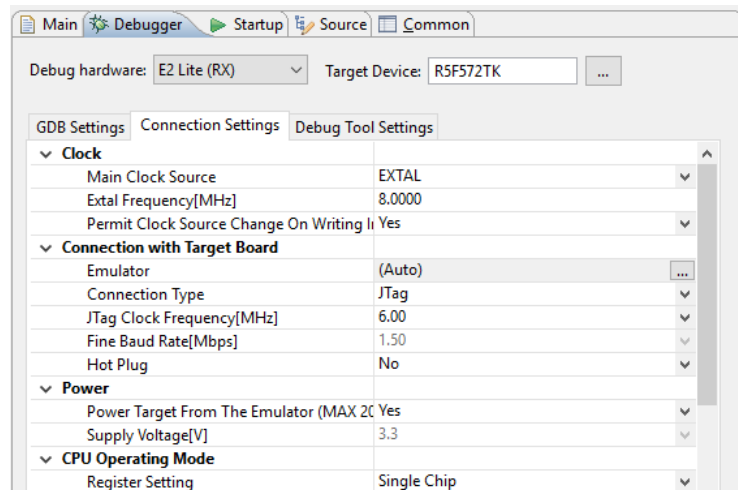 Main Debugger Startup Source Common
Debug hardware: E2 Lite (RX) Target Device: R5F572TK ...
GDB Settings Connection Settings Debug Tool Settings
Clock
Main Clock Source EXTAL
Extal Frequency[MHz] 8.0000
Permit Clock Source Change On Writing Yes
Connection with Target Board
Emulator (Auto) ...
Connection Type JTag
JTag Clock Frequency[MHz] 6.00
Fine Baud Rate[Mbps] 1.50
Hot Plug No
Power
Power Target From The Emulator (MAX Yes
Supply Voltage[V] 3.3
CPU Operating Mode
Register Setting Single Chip